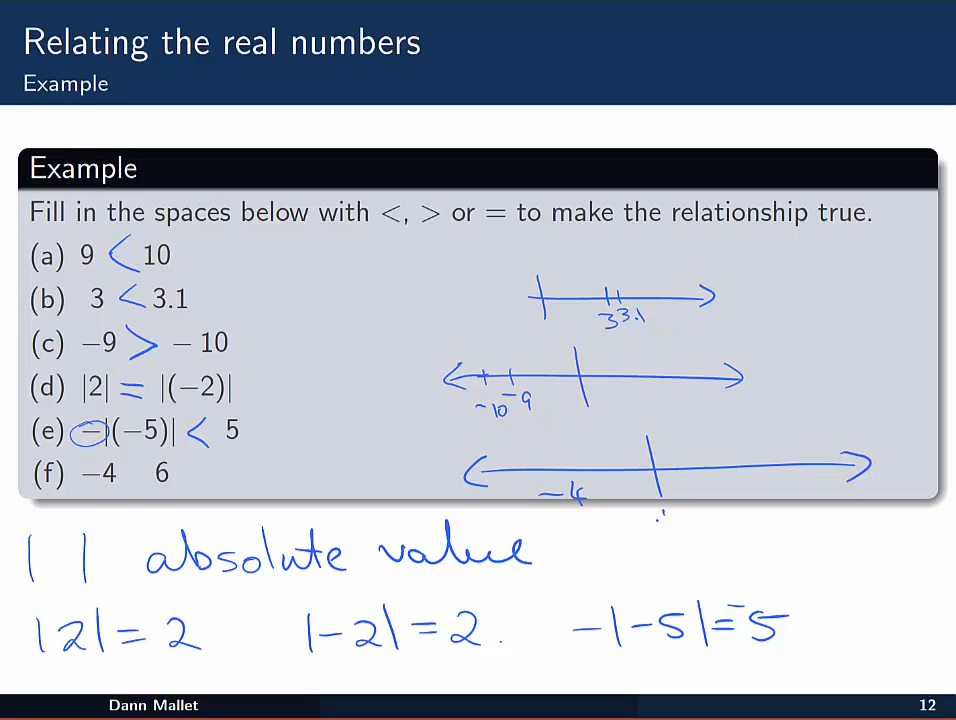 Relating the real numbers
Example
Example
Fill in the spaces below with <, > or = to make the relationship true.
(a) 9 < 10
(b) 3 < 3.1
(c) −9 > −10
(d) |2| = |(−2)|
(e) −|(−5)| < 5
(f) −4 6
3 3.1
−10 −9
−4
| | absolute value
|2| = 2 |−2| = 2. −|−5| = −5
Dann Mallet 12